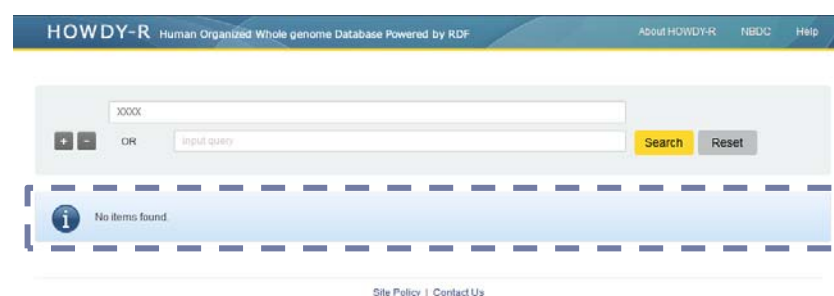 HOWDY-R Human Organized Whole genome Database Powered by RDF About HOWDY-R NBDC Help
XXXX
+ - OR input query Search Reset
i No items found.
Site Policy | Contact Us